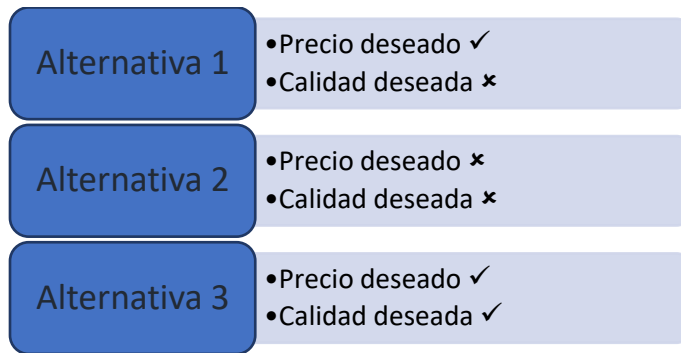 Alternativa 1
•Precio deseado ✓
•Calidad deseada ✗
Alternativa 2
•Precio deseado ✗
•Calidad deseada ✗
Alternativa 3
•Precio deseado ✓
•Calidad deseada ✓